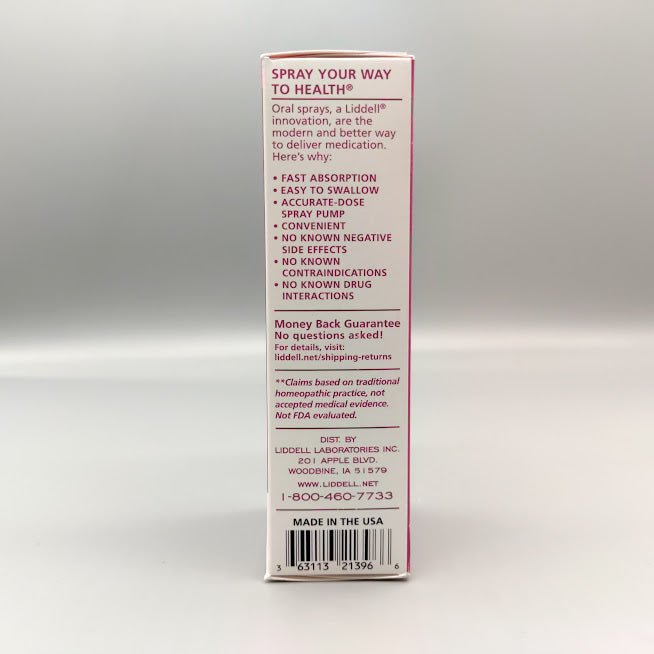 SPRAY YOUR WAY
TO HEALTH®
Oral sprays, a Liddell®
innovation, are the
modern and better way
to deliver medication.
Here's why:
• FAST ABSORPTION
• EASY TO SWALLOW
• ACCURATE-DOSE
SPRAY PUMP
• CONVENIENT
• NO KNOWN NEGATIVE
SIDE EFFECTS
• NO KNOWN
CONTRAINDICATIONS
• NO KNOWN DRUG
INTERACTIONS
Money Back Guarantee
No questions asked!
For details, visit:
liddell.net/shipping-returns
**Claims based on traditional
homeopathic practice, not
accepted medical evidence.
Not FDA evaluated.
DIST. BY
LIDDELL LABORATORIES INC.
201 APPLE BLVD.
WOODBINE, IA 51579
WWW.LIDDELL.NET
1-800-460-7733
MADE IN THE USA
3 63113 21396 6